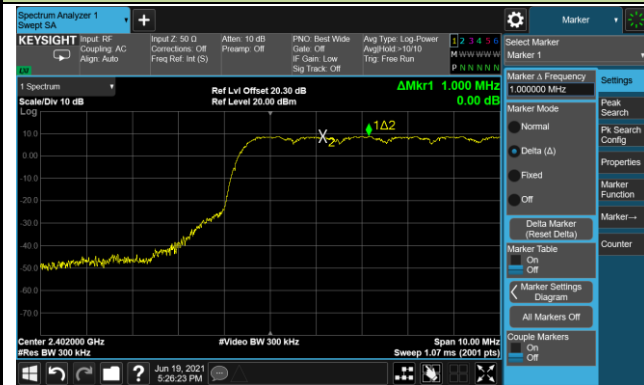 Spectrum Analyzer 1
Swept SA
Marker
KEYSIGHT
Input: RF
Coupling: AC
Align: Auto
Input Z: 50 Ω
Corrections: Off
Freq Ref: Int (S)
Atten: 10 dB
Preamp: Off
PNO: Best Wide
Gate: Off
IF Gain: Low
Sig Track: Off
Avg Type: Log-Power
Avg|Hold:>10/10
Trig: Free Run
1 2 3 4 5 6
M W W W W W
P N N N N N
Select Marker
Marker 1
1 Spectrum
Scale/Div 10 dB
Log
Ref Lvl Offset 20.30 dB
Ref Level 20.00 dBm
ΔMkr1 1.000 MHz
0.00 dB
10.0
0.00
-10.0
-20.0
-30.0
-40.0
-50.0
-60.0
-70.0
X2
1Δ2
Center 2.402000 GHz
#Res BW 300 kHz
#Video BW 300 kHz
Span 10.00 MHz
Sweep 1.07 ms (2001 pts)
Marker Δ Frequency
1.000000 MHz
Marker Mode
Normal
Delta (Δ)
Fixed
Off
Delta Marker
(Reset Delta)
Marker Table
On
Off
Marker Settings
Diagram
All Markers Off
Couple Markers
On
Off
Settings
Peak
Search
Pk Search
Config
Properties
Marker
Function
Marker→
Counter
Jun 19, 2021
5:26:23 PM